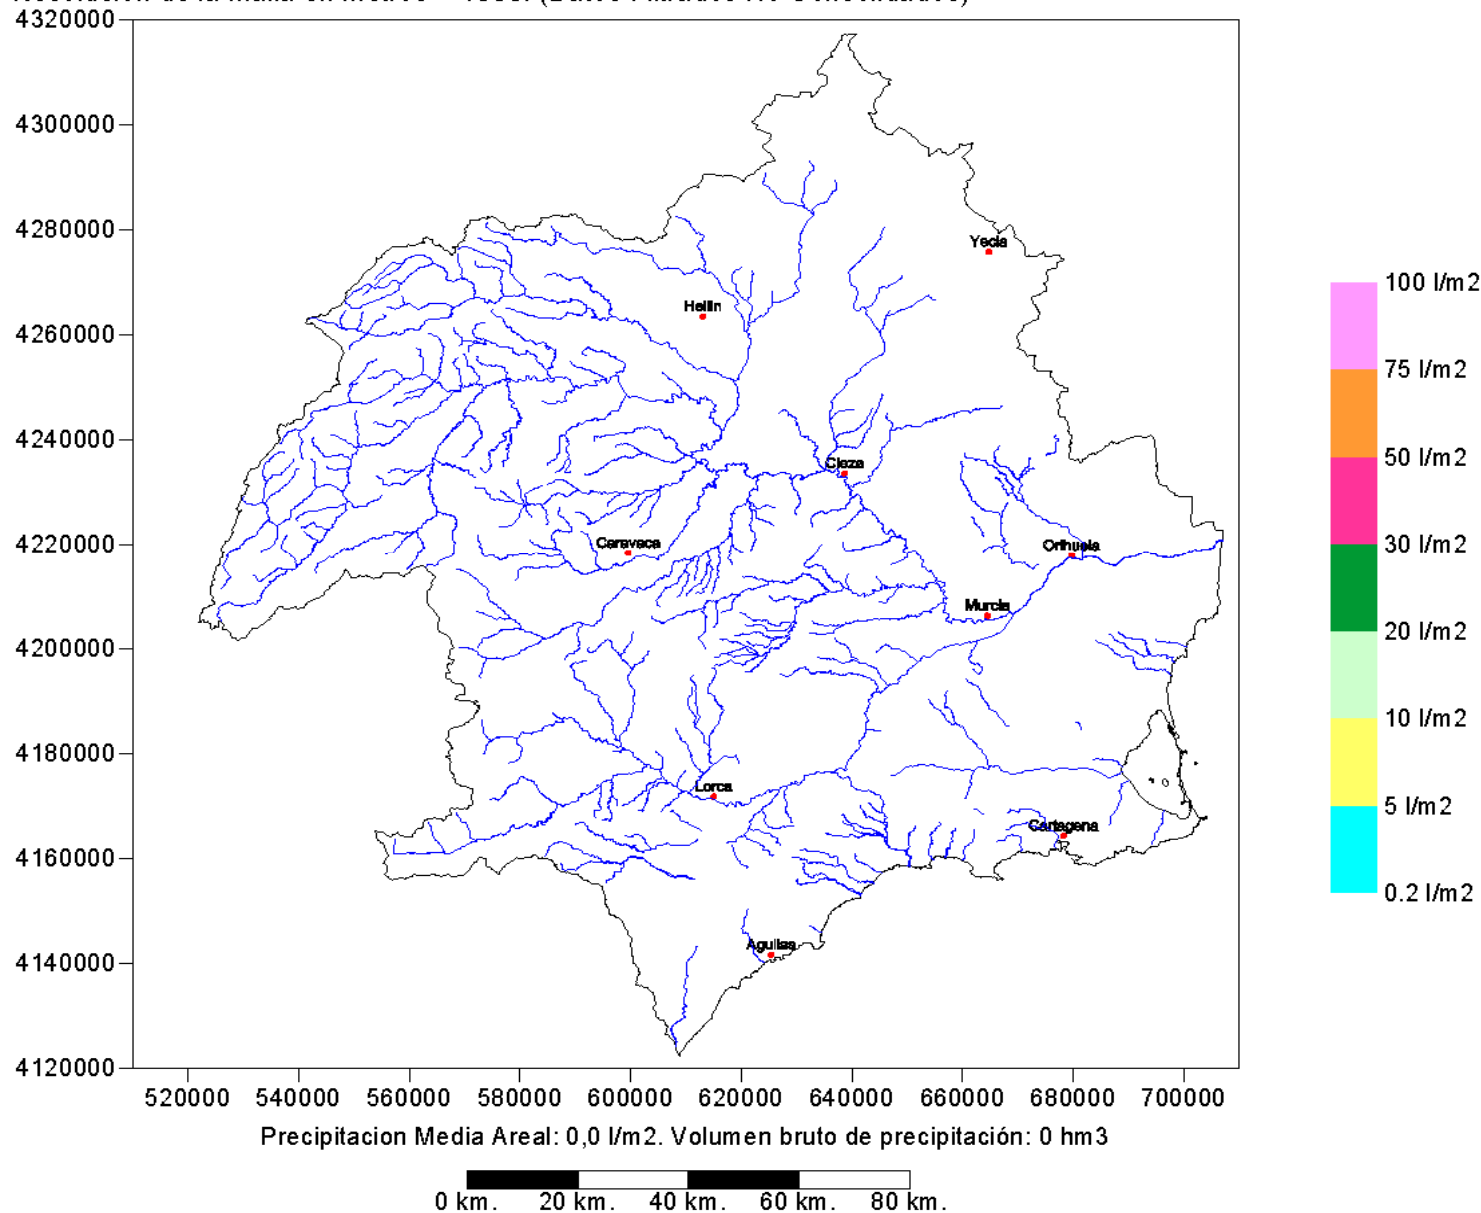 4320000
4300000
4280000
4260000
4240000
4220000
4200000
4180000
4160000
4140000
4120000
520000 540000 560000 580000 600000 620000 640000 660000 680000 700000
Yecla
Hellin
Cieza
Caravaca
Orihuela
Murcia
Lorca
Cartagena
Aguilas
100 l/m2
75 l/m2
50 l/m2
30 l/m2
20 l/m2
10 l/m2
5 l/m2
0.2 l/m2
Precipitacion Media Areal: 0,0 l/m2. Volumen bruto de precipitación: 0 hm3
0 km. 20 km. 40 km. 60 km. 80 km.